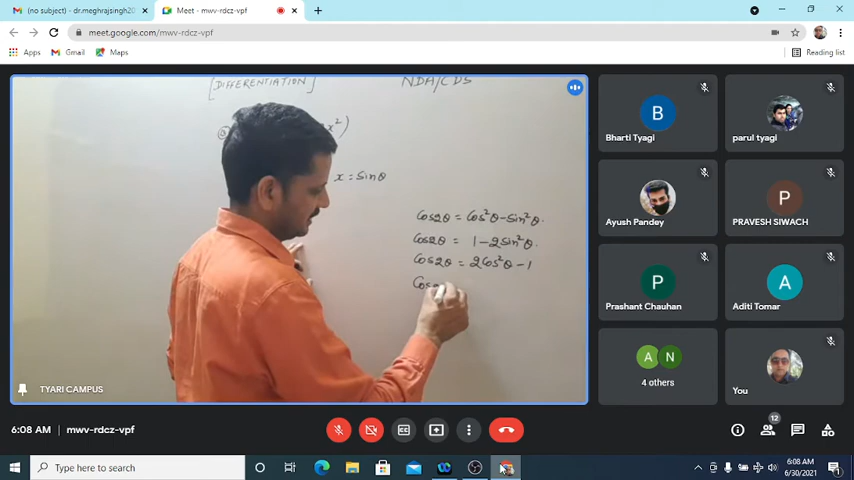 (no subject) - dr.meghrajsingh20
Meet - mwv-rdcz-vpf
meet.google.com/mwv-rdcz-vpf
Apps
Gmail
Maps
Reading list
[DIFFERENTIATION]
NDA/CDS
x²)
x = sinθ
Cos2θ = Cos²θ - sin²θ.
Cos2θ = 1 - 2sin²θ.
Cos2θ = 2Cos²θ - 1
Cos
TYARI CAMPUS
B
Bharti Tyagi
parul tyagi
Ayush Pandey
P
PRAVESH SIWACH
P
Prashant Chauhan
A
Aditi Tomar
A N
4 others
You
6:08 AM | mwv-rdcz-vpf
12
Type here to search
6:08 AM
6/30/2021
1